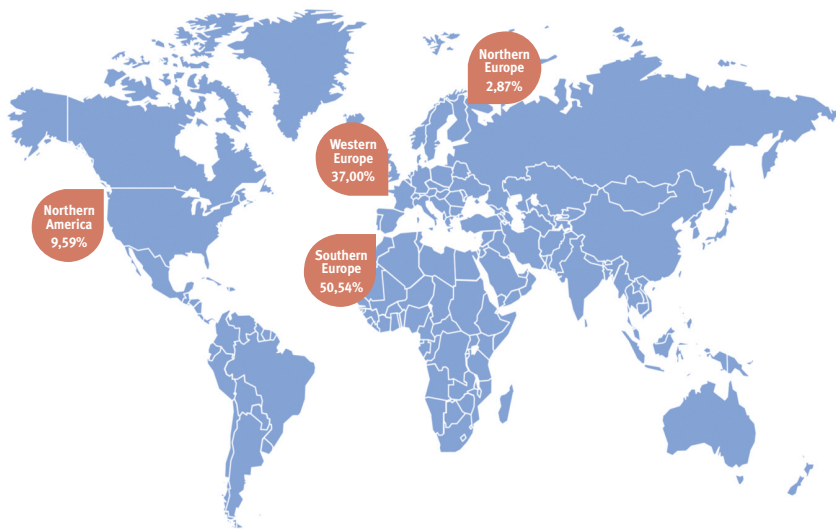 Northern
Europe
2,87%
Western
Europe
37,00%
Northern
America
9,59%
Southern
Europe
50,54%